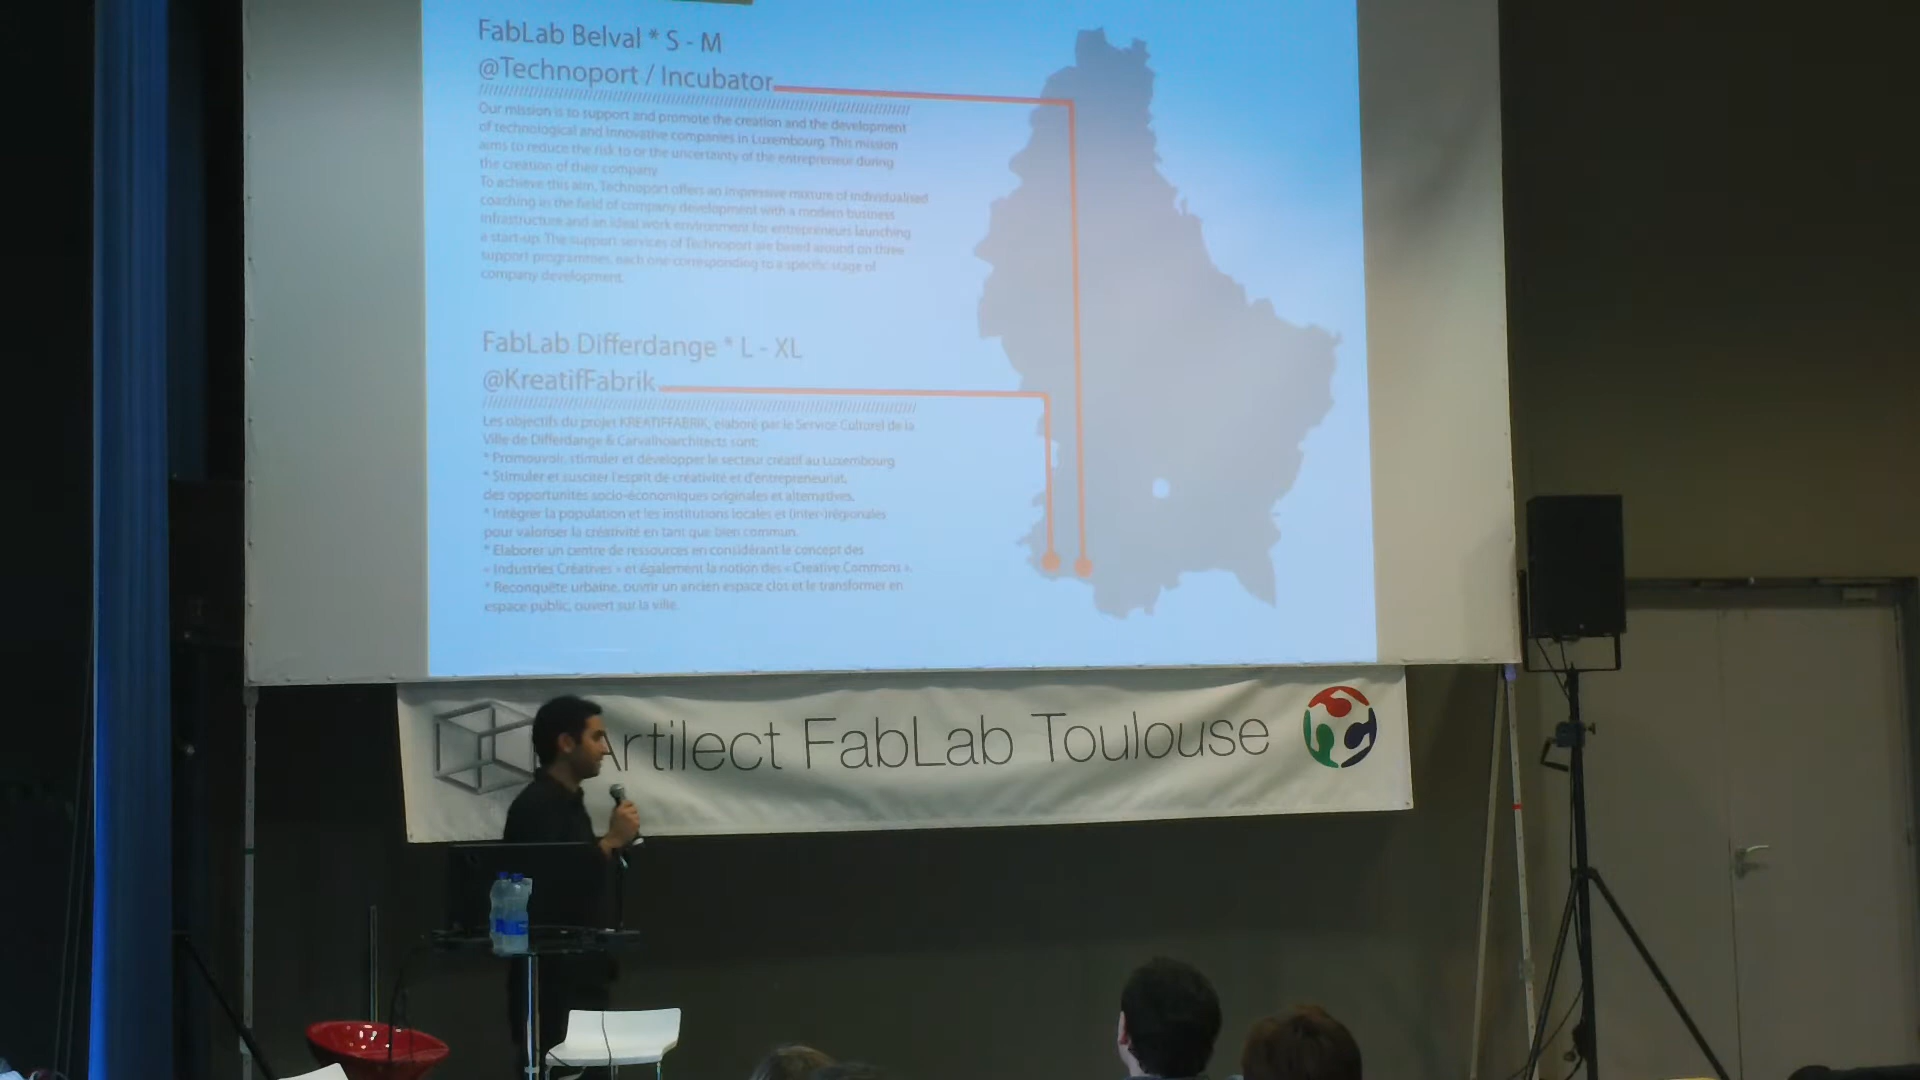 FabLab Belval * S - M
@Technoport / Incubator
Our mission is to support and promote the creation and the development
of technological and innovative companies in Luxembourg. This mission
aims to reduce the risk to or the uncertainty of the entrepreneur during
the creation of their company
To achieve this aim, Technoport offers an impressive mixture of individualised
coaching in the field of company development with a modern business
infrastructure and an ideal work environment for entrepreneurs launching
a start-up. The support services of Technoport are based around on three
support programmes, each one corresponding to a specific stage of
company development.
FabLab Differdange * L - XL
@KreatifFabrik
Les objectifs du projet KREATIFFABRIK, élaboré par le Service Culturel de la
Ville de Differdange & Carvalhoarchitects sont:
* Promouvoir, stimuler et développer le secteur créatif au Luxembourg
* Stimuler et susciter l'esprit de créativité et d'entrepreneuriat,
des opportunités socio-économiques originales et alternatives.
* Intégrer la population et les institutions locales et (inter-)régionales
pour valoriser la créativité en tant que bien commun.
* Elaborer un centre de ressources en considérant le concept des
« Industries Créatives » et également la notion des « Creative Commons ».
* Reconquête urbaine, ouvrir un ancien espace clos et le transformer en
espace public, ouvert sur la ville.
Artilect FabLab Toulouse